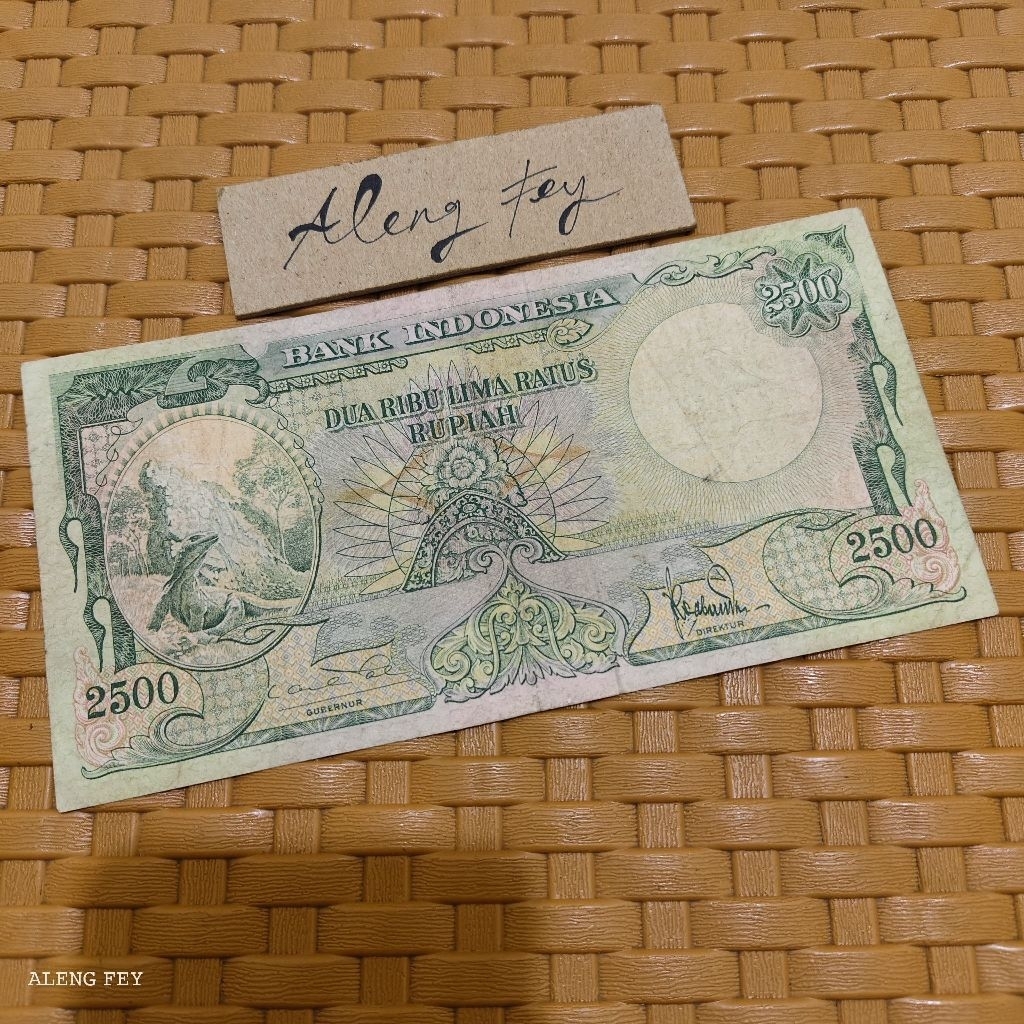 Aleng Fey
2500
BANK INDONESIA
DUA RIBU LIMA RATUS
RUPIAH
2500
DIREKTUR
2500
GUBERNUR
ALENG FEY